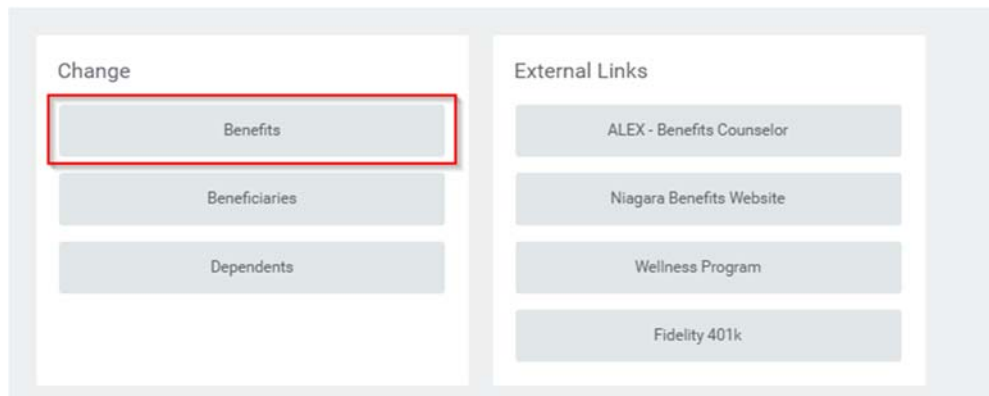 Change
Benefits
Beneficiaries
Dependents
External Links
ALEX - Benefits Counselor
Niagara Benefits Website
Wellness Program
Fidelity 401k